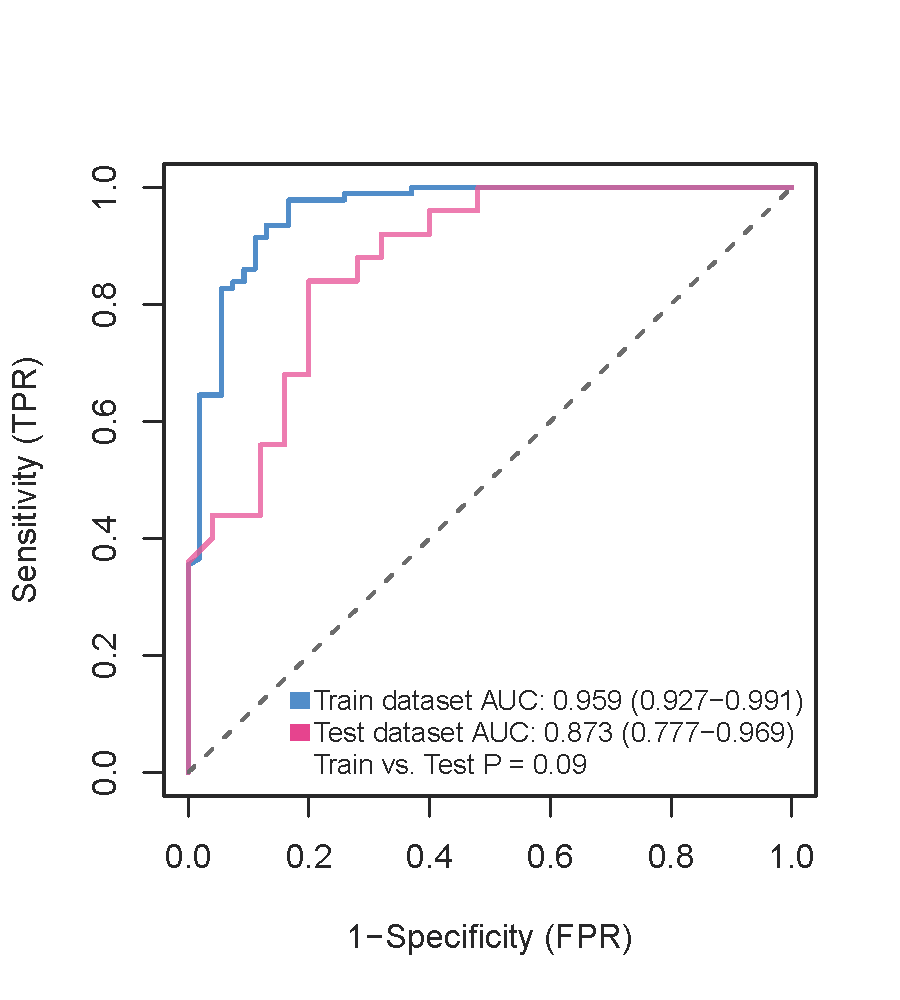 Sensitivity (TPR)
1.0
0.8
0.6
0.4
0.2
0.0
Train dataset AUC: 0.959 (0.927−0.991)
Test dataset AUC: 0.873 (0.777−0.969)
Train vs. Test P = 0.09
0.0 0.2 0.4 0.6 0.8 1.0
1−Specificity (FPR)